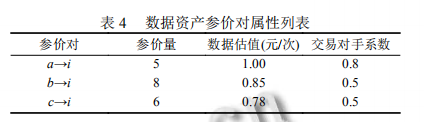 表 4 数据资产参价对属性列表
参价对 参价量 数据估值(元/次) 交易对手系数
a→i 5 1.00 0.8
b→i 8 0.85 0.5
c→i 6 0.78 0.5